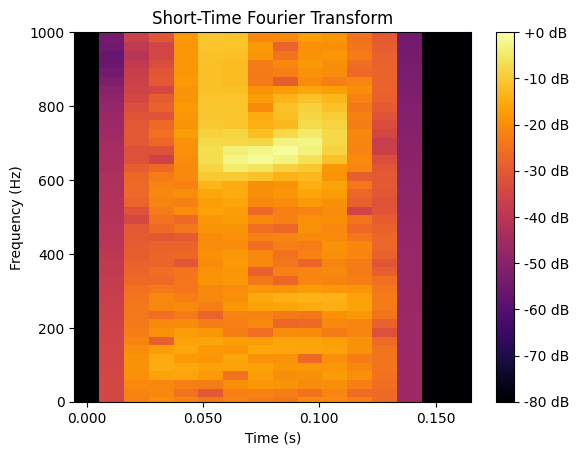 Short-Time Fourier Transform
1000
800
600
400
200
0
Frequency (Hz)
0.000
0.050
0.100
0.150
Time (s)
+0 dB
-10 dB
-20 dB
-30 dB
-40 dB
-50 dB
-60 dB
-70 dB
-80 dB